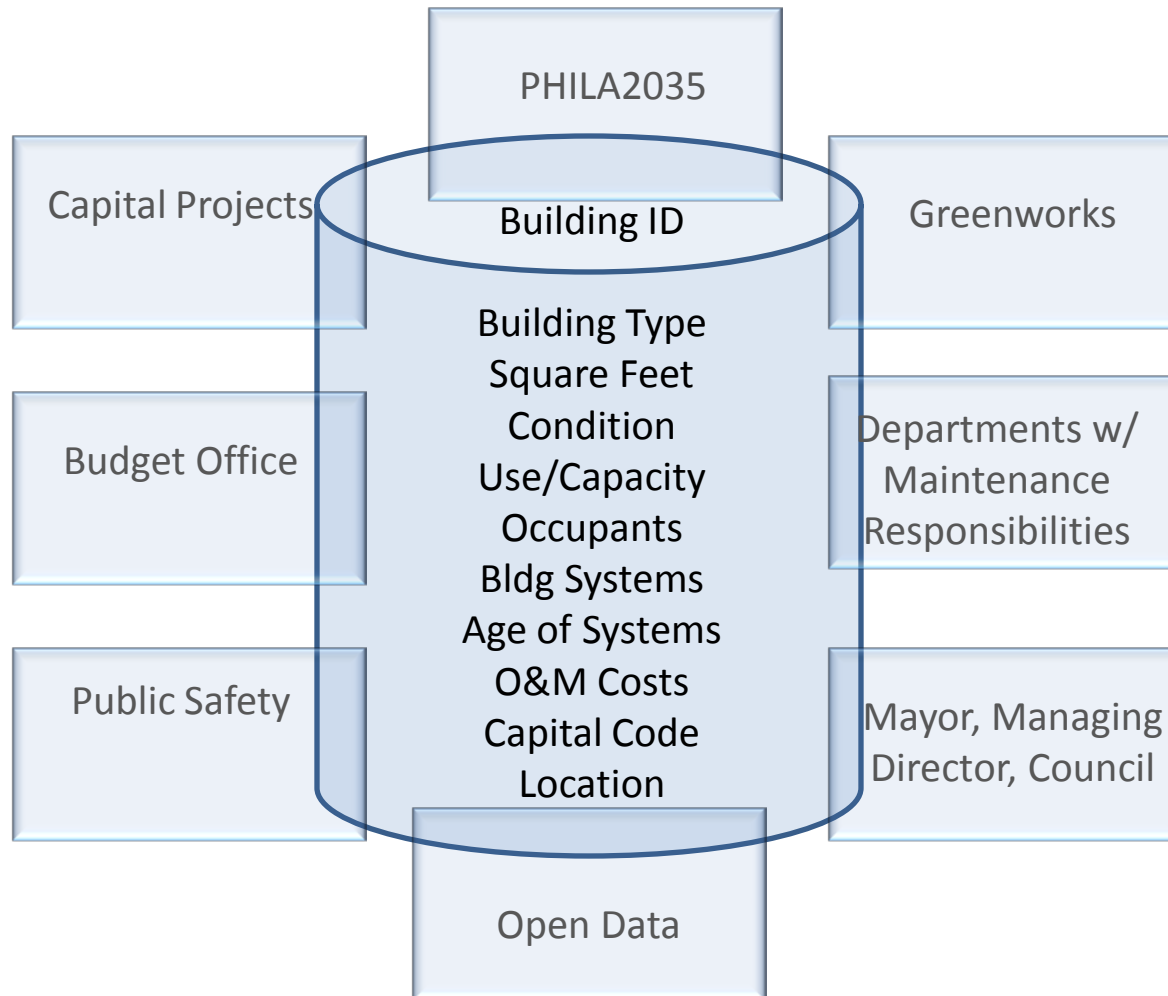 PHILA2035
Capital Projects
Building ID
Greenworks
Building Type
Square Feet
Condition
Use/Capacity
Occupants
Bldg Systems
Age of Systems
O&M Costs
Capital Code
Location
Budget Office
Departments w/
Maintenance
Responsibilities
Public Safety
Mayor, Managing
Director, Council
Open Data